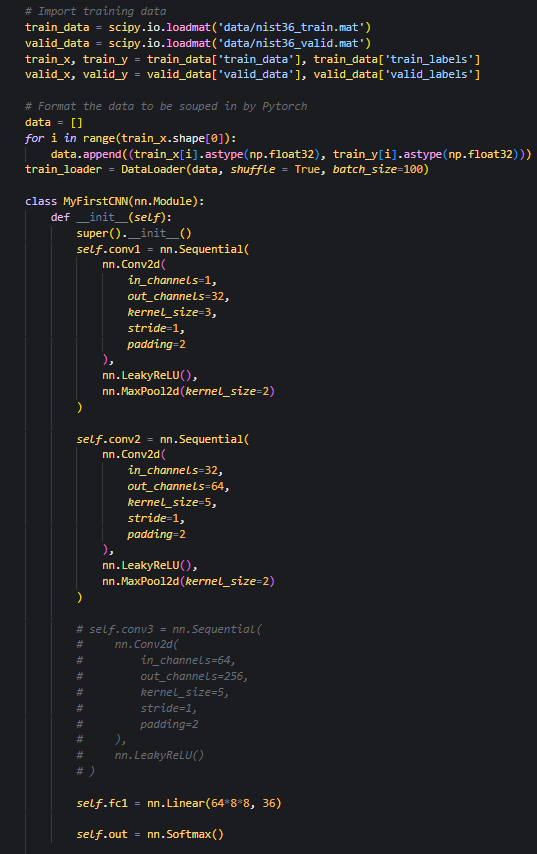 # Import training data
train_data = scipy.io.loadmat('data/nist36_train.mat')
valid_data = scipy.io.loadmat('data/nist36_valid.mat')
train_x, train_y = train_data['train_data'], train_data['train_labels']
valid_x, valid_y = valid_data['valid_data'], valid_data['valid_labels']

# Format the data to be souped in by Pytorch
data = []
for i in range(train_x.shape[0]):
    data.append((train_x[i].astype(np.float32), train_y[i].astype(np.float32)))
train_loader = DataLoader(data, shuffle = True, batch_size=100)

class MyFirstCNN(nn.Module):
    def __init__(self):
        super().__init__()
        self.conv1 = nn.Sequential(
            nn.Conv2d(
                in_channels=1,
                out_channels=32,
                kernel_size=3,
                stride=1,
                padding=2
            ),
            nn.LeakyReLU(),
            nn.MaxPool2d(kernel_size=2)
        )

        self.conv2 = nn.Sequential(
            nn.Conv2d(
                in_channels=32,
                out_channels=64,
                kernel_size=5,
                stride=1,
                padding=2
            ),
            nn.LeakyReLU(),
            nn.MaxPool2d(kernel_size=2)
        )

        # self.conv3 = nn.Sequential(
        #     nn.Conv2d(
        #         in_channels=64,
        #         out_channels=256,
        #         kernel_size=5,
        #         stride=1,
        #         padding=2
        #     ),
        #     nn.LeakyReLU()
        # )

        self.fc1 = nn.Linear(64*8*8, 36)

        self.out = nn.Softmax()